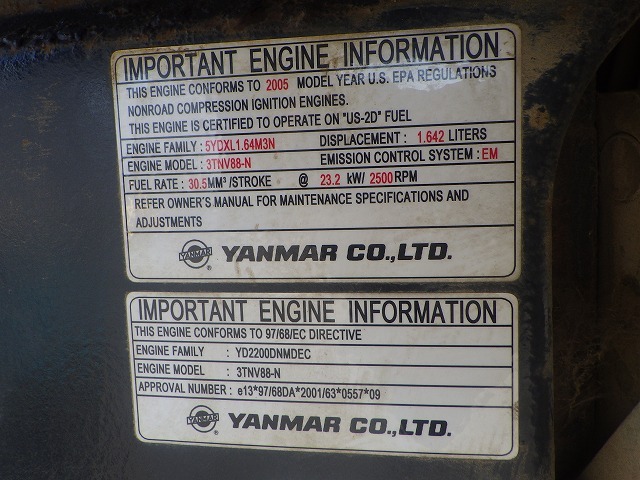 IMPORTANT ENGINE INFORMATION
THIS ENGINE CONFORMS TO 2005 MODEL YEAR U.S. EPA REGULATIONS
NONROAD COMPRESSION IGNITION ENGINES.
THIS ENGINE IS CERTIFIED TO OPERATE ON "US-2D" FUEL
ENGINE FAMILY : 5YDXL1.64M3N DISPLACEMENT : 1.642 LITERS
ENGINE MODEL : 3TNV88-N EMISSION CONTROL SYSTEM : EM
FUEL RATE : 30.5MM³ /STROKE @ 23.2 kW/ 2500RPM
REFER OWNER'S MANUAL FOR MAINTENANCE SPECIFICATIONS AND
ADJUSTMENTS
YANMAR ® YANMAR CO.,LTD.
IMPORTANT ENGINE INFORMATION
THIS ENGINE CONFORMS TO 97/68/EC DIRECTIVE
ENGINE FAMILY : YD2200DNMDEC
ENGINE MODEL : 3TNV88-N
APPROVAL NUMBER : e13*97/68DA*2001/63*0557*09
YANMAR ® YANMAR CO.,LTD.